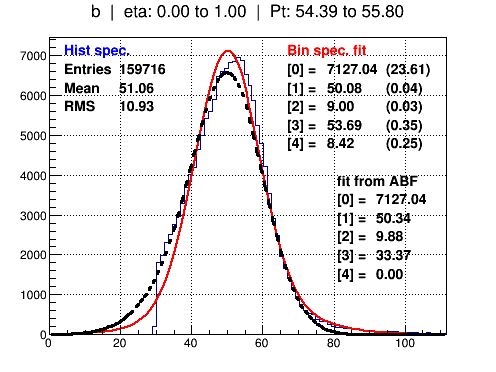 b | eta: 0.00 to 1.00 | Pt: 54.39 to 55.80
Hist spec.
Entries 159716
Mean 51.06
RMS 10.93
Bin spec. fit
[0] = 7127.04 (23.61)
[1] = 50.08 (0.04)
[2] = 9.00 (0.03)
[3] = 53.69 (0.35)
[4] = 8.42 (0.25)
fit from ABF
[0] = 7127.04
[1] = 50.34
[2] = 9.88
[3] = 33.37
[4] = 0.00
7000
6000
5000
4000
3000
2000
1000
0
0 20 40 60 80 100